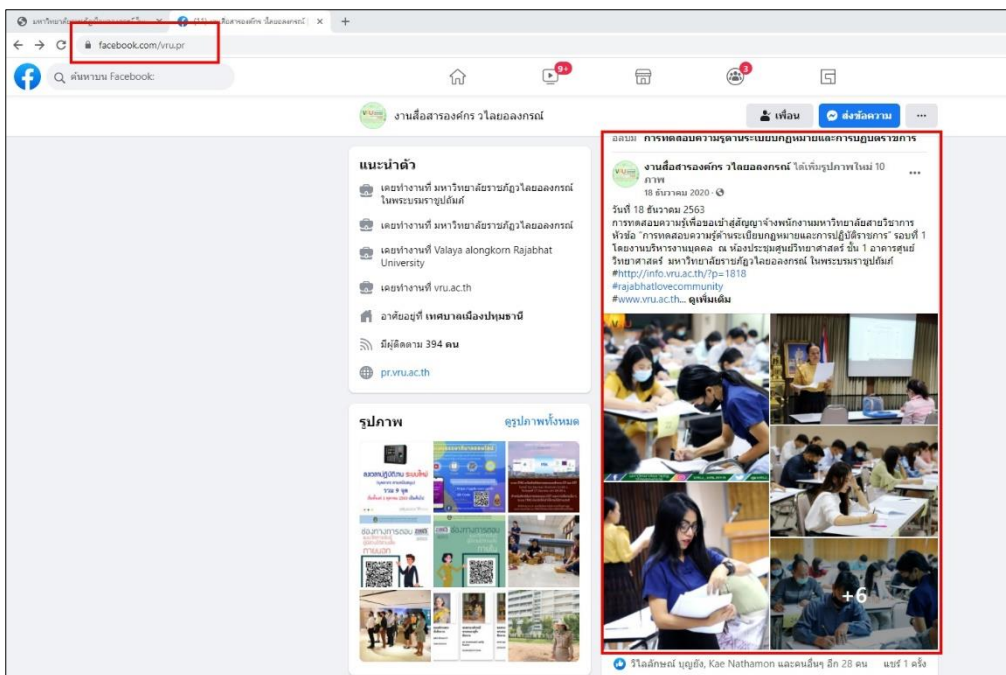 facebook.com/vru.pr
ค้นหาบน Facebook:
9+
3
งานสื่อสารองค์กร วไลยอลงกรณ์
เพื่อน
ส่งข้อความ
แนะนำตัว
เคยทำงานที่ มหาวิทยาลัยราชภัฏวไลยอลงกรณ์
ในพระบรมราชูปถัมภ์
เคยทำงานที่ มหาวิทยาลัยราชภัฏวไลยอลงกรณ์
เคยทำงานที่ Valaya alongkorn Rajabhat
University
เคยทำงานที่ vru.ac.th
อาศัยอยู่ที่ เทศบาลเมืองปทุมธานี
มีผู้ติดตาม 394 คน
pr.vru.ac.th
รูปภาพ
ดูรูปภาพทั้งหมด
อัลบั้ม การทดสอบความรู้ด้านระเบียบกฎหมายและการปฏิบัติราชการ
งานสื่อสารองค์กร วไลยอลงกรณ์ ได้เพิ่มรูปภาพใหม่ 10
ภาพ
18 ธันวาคม 2020
วันที่ 18 ธันวาคม 2563
การทดสอบความรู้เพื่อขอเข้าสู่สัญญาจ้างพนักงานมหาวิทยาลัยสายวิชาการ
หัวข้อ "การทดสอบความรู้ด้านระเบียบกฎหมายและการปฏิบัติราชการ" รอบที่ 1
โดยงานบริหารงานบุคคล ณ ห้องประชุมศูนย์วิทยาศาสตร์ ชั้น 1 อาคารศูนย์
วิทยาศาสตร์ มหาวิทยาลัยราชภัฏวไลยอลงกรณ์ ในพระบรมราชูปถัมภ์
#http://info.vru.ac.th/?p=1818
#rajabhatlovecommunity
#www.vru.ac.th... ดูเพิ่มเติม
+6
วิไลลักษณ์ บุญยัง, Kae Nathamon และคนอื่นๆ อีก 28 คน
แชร์ 1 ครั้ง